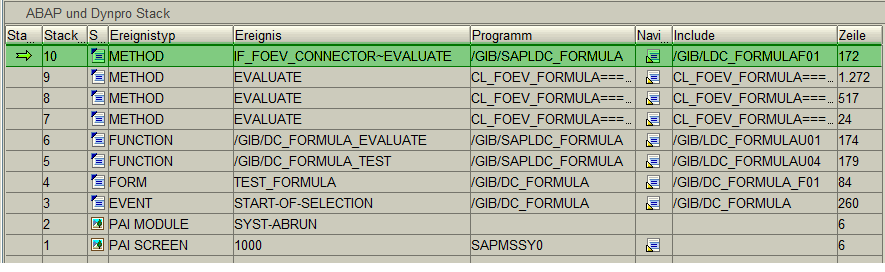 ABAP und Dynpro Stack
Sta... Stack... S... Ereignistyp Ereignis Programm Navi... Include Zeile
10 METHOD IF_FOEV_CONNECTOR~EVALUATE /GIB/SAPLDC_FORMULA /GIB/LDC_FORMULAF01 172
9 METHOD EVALUATE CL_FOEV_FORMULA===... CL_FOEV_FORMULA===... 1.272
8 METHOD EVALUATE CL_FOEV_FORMULA===... CL_FOEV_FORMULA===... 517
7 METHOD EVALUATE CL_FOEV_FORMULA===... CL_FOEV_FORMULA===... 24
6 FUNCTION /GIB/DC_FORMULA_EVALUATE /GIB/SAPLDC_FORMULA /GIB/LDC_FORMULAU01 174
5 FUNCTION /GIB/DC_FORMULA_TEST /GIB/SAPLDC_FORMULA /GIB/LDC_FORMULAU04 179
4 FORM TEST_FORMULA /GIB/DC_FORMULA /GIB/DC_FORMULA_F01 84
3 EVENT START-OF-SELECTION /GIB/DC_FORMULA /GIB/DC_FORMULA 260
2 PAI MODULE SYST-ABRUN 6
1 PAI SCREEN 1000 SAPMSSY0 6